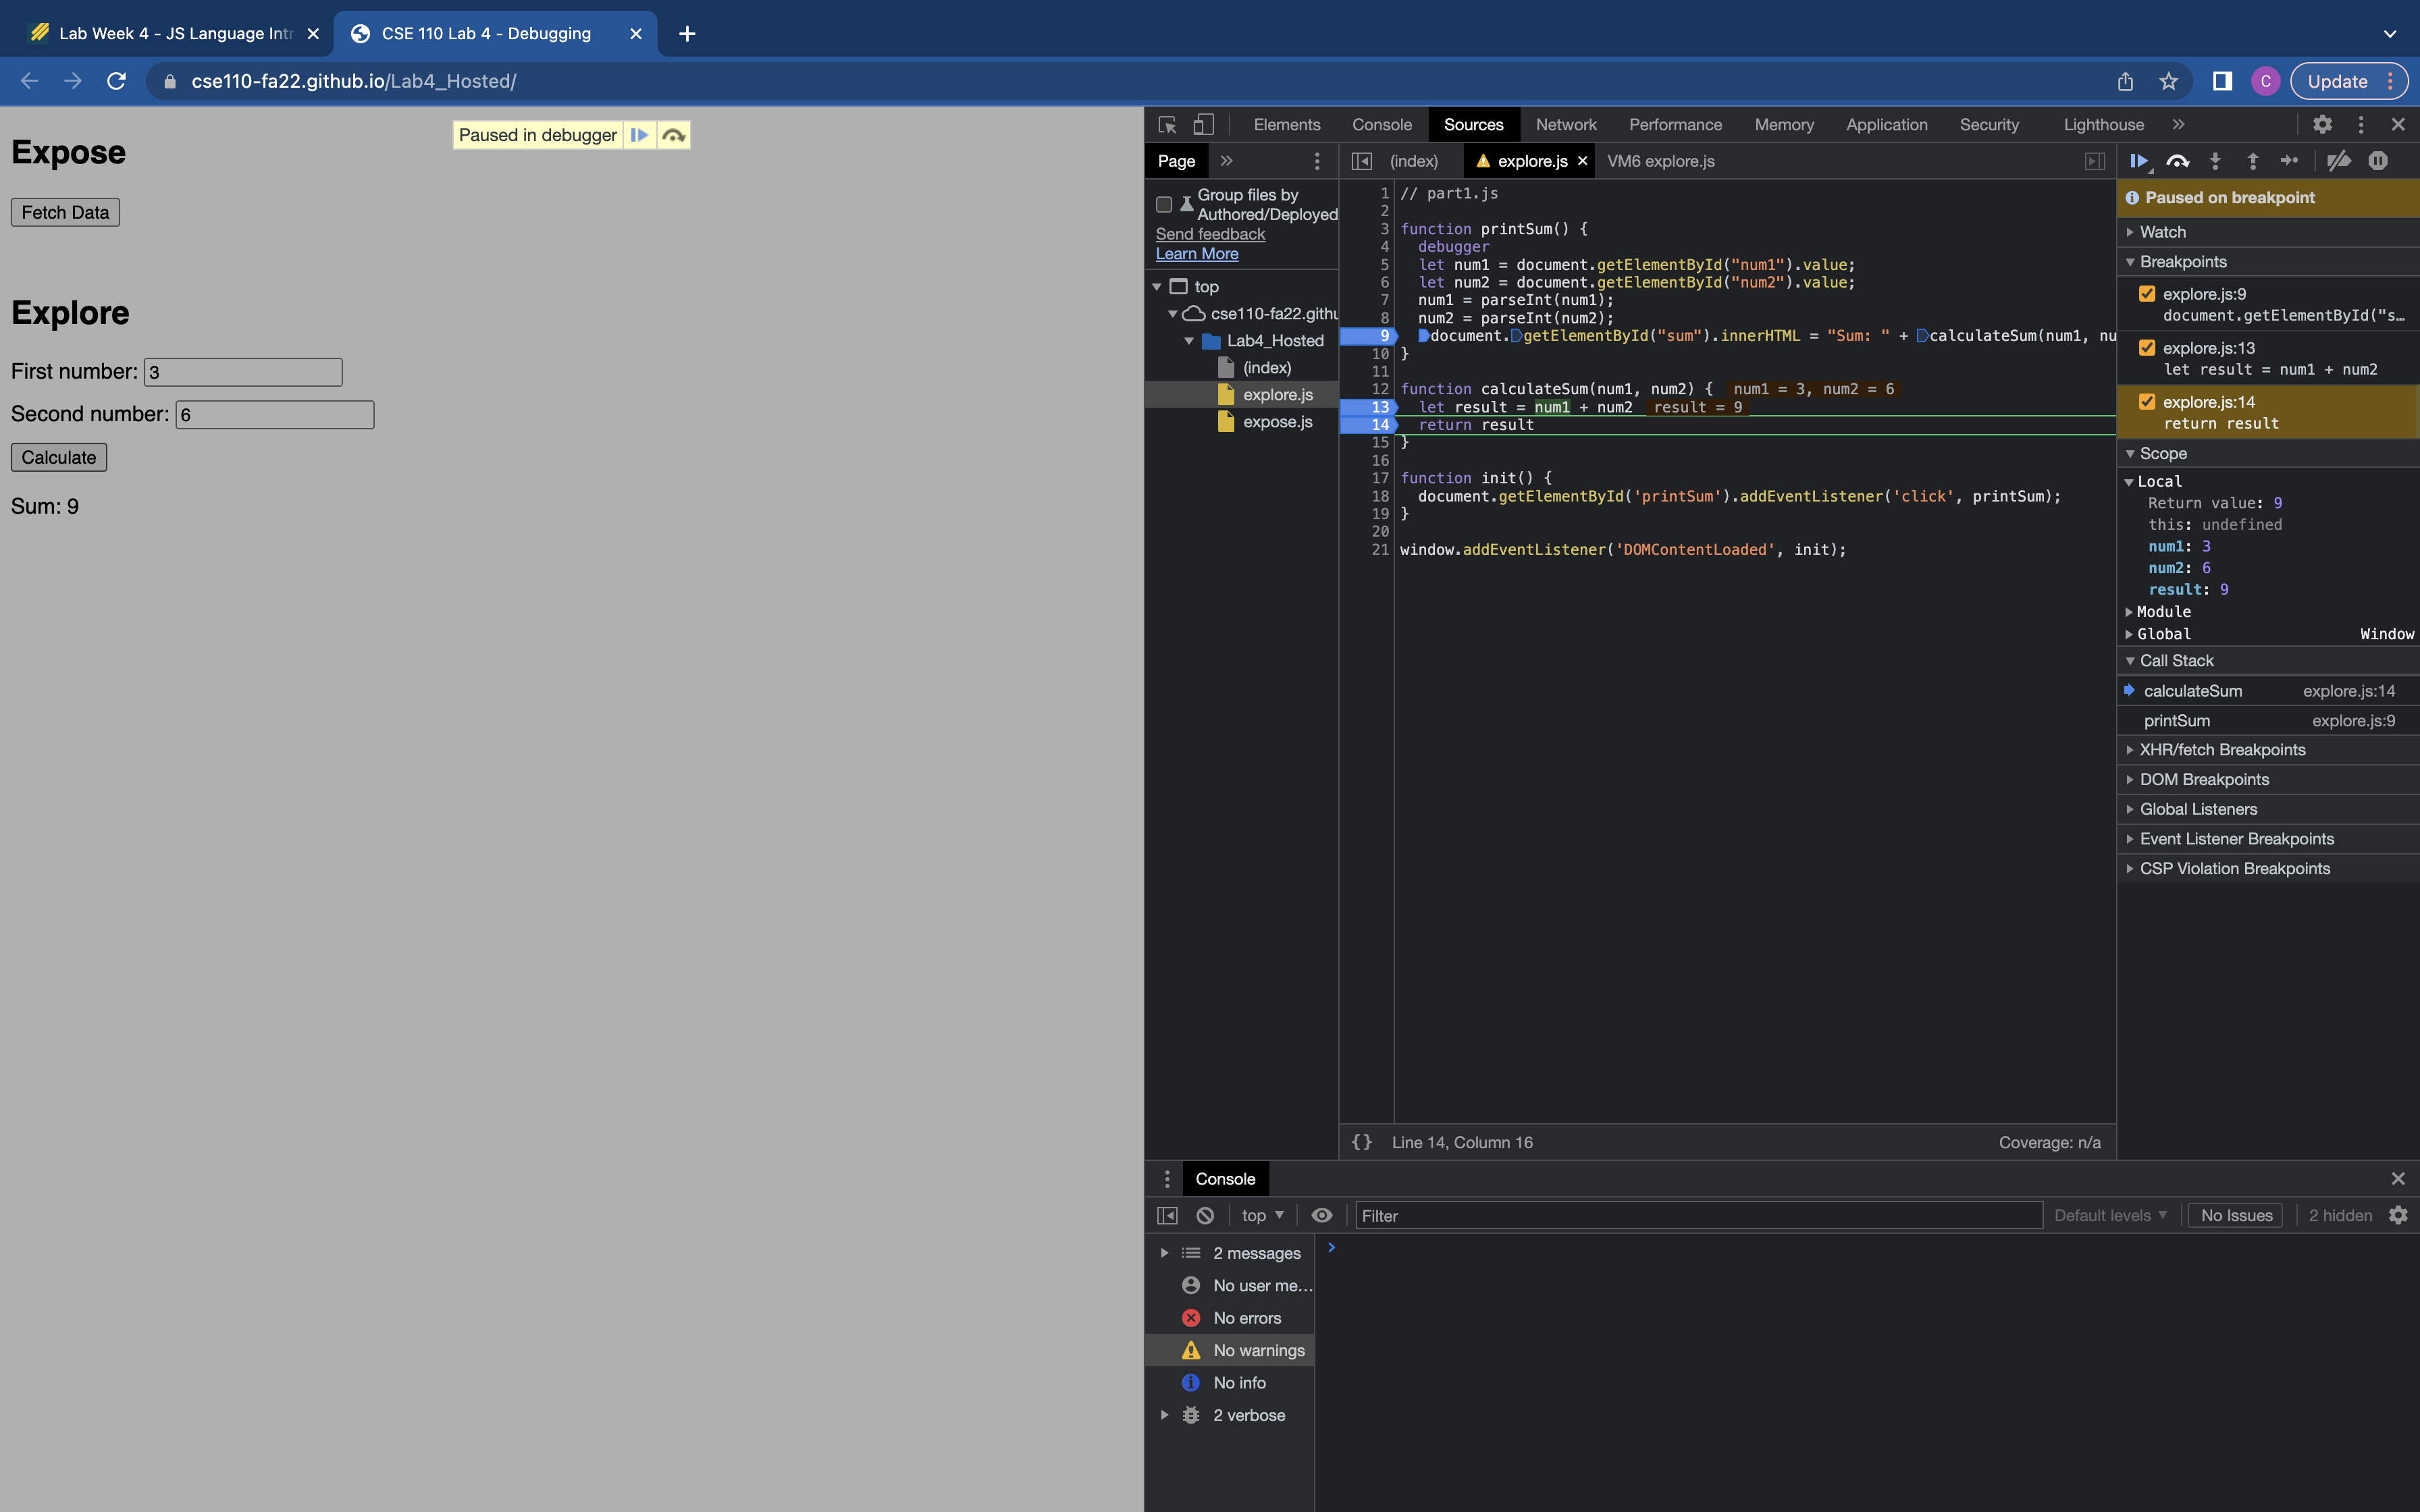 Lab Week 4 - JS Language Intr
CSE 110 Lab 4 - Debugging
cse110-fa22.github.io/Lab4_Hosted/
C
Update
Expose
Paused in debugger
Fetch Data
Explore
First number: 3
Second number: 6
Calculate
Sum: 9
Elements Console Sources Network Performance Memory Application Security Lighthouse
Page
(index) explore.js VM6 explore.js
Group files by
Authored/Deployed
Send feedback
Learn More
top
cse110-fa22.githu
Lab4_Hosted
(index)
explore.js
expose.js
1 // part1.js
2
3 function printSum() {
4 debugger
5 let num1 = document.getElementById("num1").value;
6 let num2 = document.getElementById("num2").value;
7 num1 = parseInt(num1);
8 num2 = parseInt(num2);
9 document.getElementById("sum").innerHTML = "Sum: " + calculateSum(num1, nu
10 }
11
12 function calculateSum(num1, num2) { num1 = 3, num2 = 6
13 let result = num1 + num2 result = 9
14 return result
15 }
16
17 function init() {
18 document.getElementById('printSum').addEventListener('click', printSum);
19 }
20
21 window.addEventListener('DOMContentLoaded', init);
{} Line 14, Column 16 Coverage: n/a
Paused on breakpoint
Watch
Breakpoints
explore.js:9
document.getElementById("s…
explore.js:13
let result = num1 + num2
explore.js:14
return result
Scope
Local
Return value: 9
this: undefined
num1: 3
num2: 6
result: 9
Module
Global Window
Call Stack
calculateSum explore.js:14
printSum explore.js:9
XHR/fetch Breakpoints
DOM Breakpoints
Global Listeners
Event Listener Breakpoints
CSP Violation Breakpoints
Console
top Filter Default levels No Issues 2 hidden
2 messages
No user me…
No errors
No warnings
No info
2 verbose